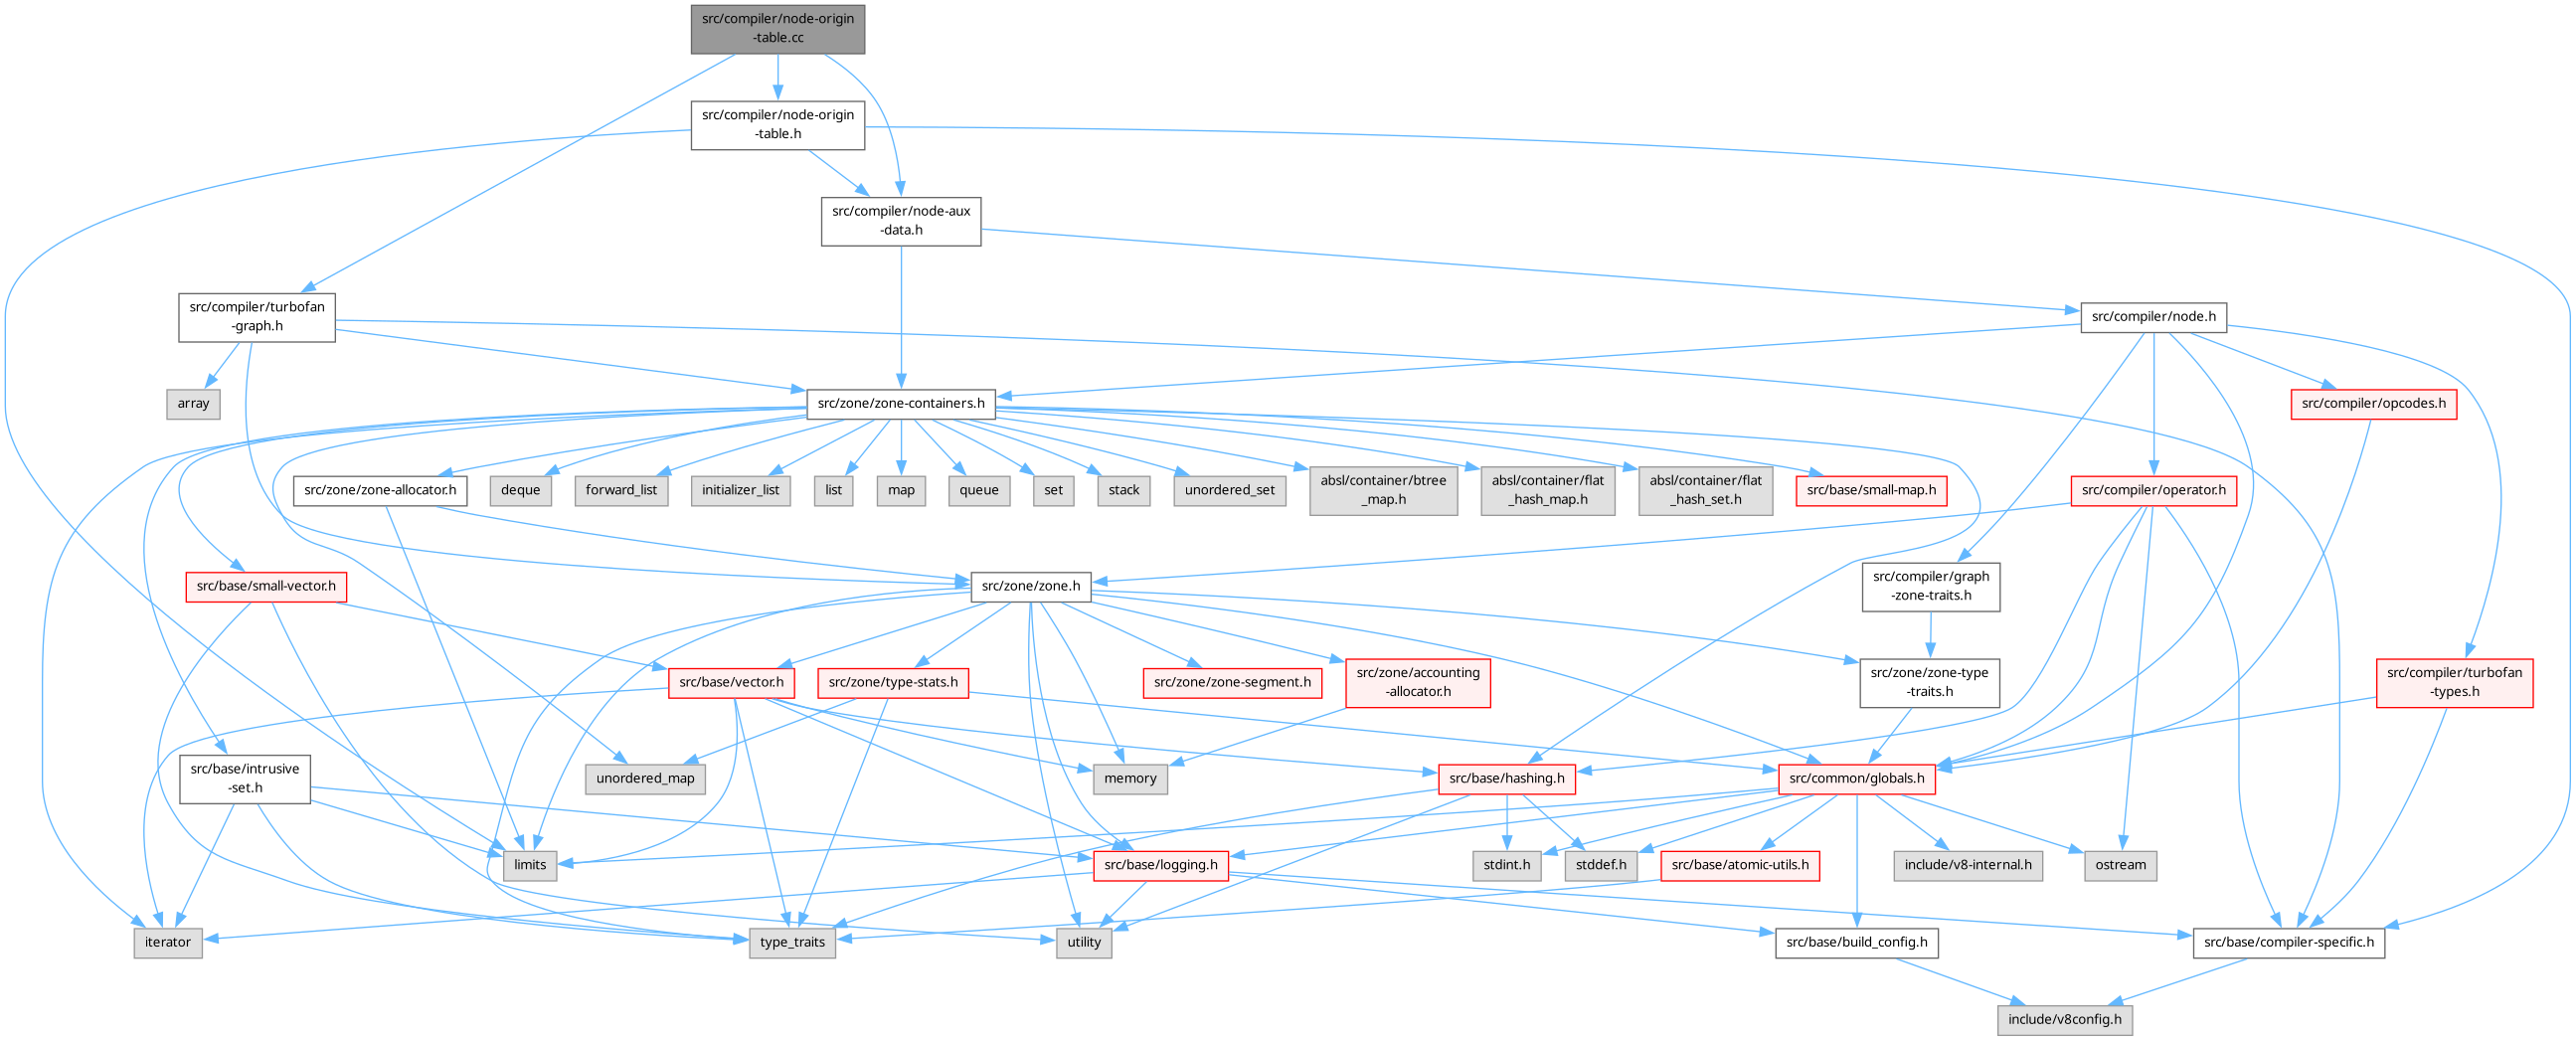 src/compiler/node-origin
-table.cc
src/compiler/node-origin
-table.h
src/compiler/node-aux
-data.h
src/compiler/turbofan
-graph.h
src/compiler/node.h
array
src/zone/zone-containers.h
src/compiler/opcodes.h
src/zone/zone-allocator.h
deque
forward_list
initializer_list
list
map
queue
set
stack
unordered_set
absl/container/btree
_map.h
absl/container/flat
_hash_map.h
absl/container/flat
_hash_set.h
src/base/small-map.h
src/compiler/operator.h
src/base/small-vector.h
src/zone/zone.h
src/compiler/graph
-zone-traits.h
src/base/vector.h
src/zone/type-stats.h
src/zone/zone-segment.h
src/zone/accounting
-allocator.h
src/zone/zone-type
-traits.h
src/compiler/turbofan
-types.h
src/base/intrusive
-set.h
unordered_map
memory
src/base/hashing.h
src/common/globals.h
limits
src/base/logging.h
stdint.h
stddef.h
src/base/atomic-utils.h
include/v8-internal.h
ostream
iterator
type_traits
utility
src/base/build_config.h
src/base/compiler-specific.h
include/v8config.h